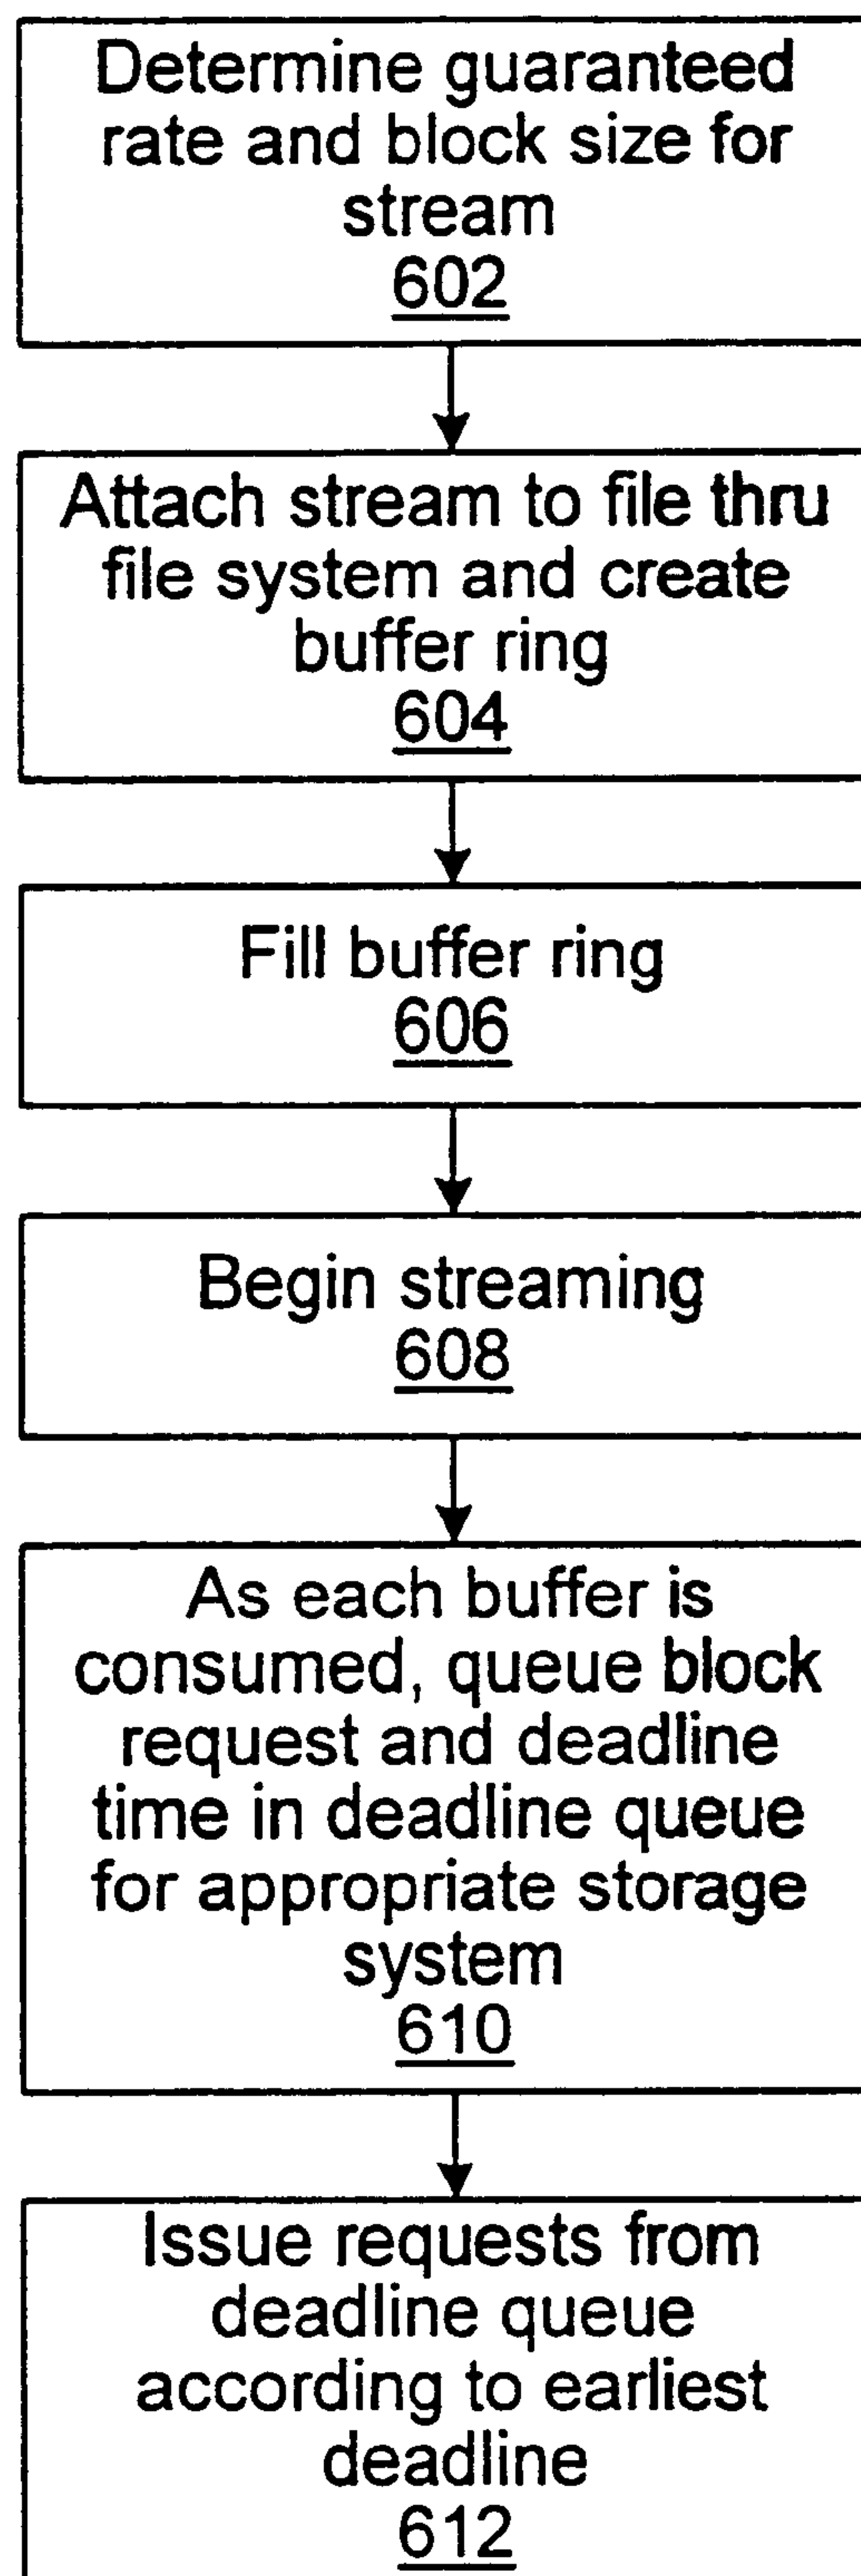 Determine guaranteed
rate and block size for
stream
602
Attach stream to file thru
file system and create
buffer ring
604
Fill buffer ring
606
Begin streaming
608
As each buffer is
consumed, queue block
request and deadline
time in deadline queue
for appropriate storage
system
610
Issue requests from
deadline queue
according to earliest
deadline
612